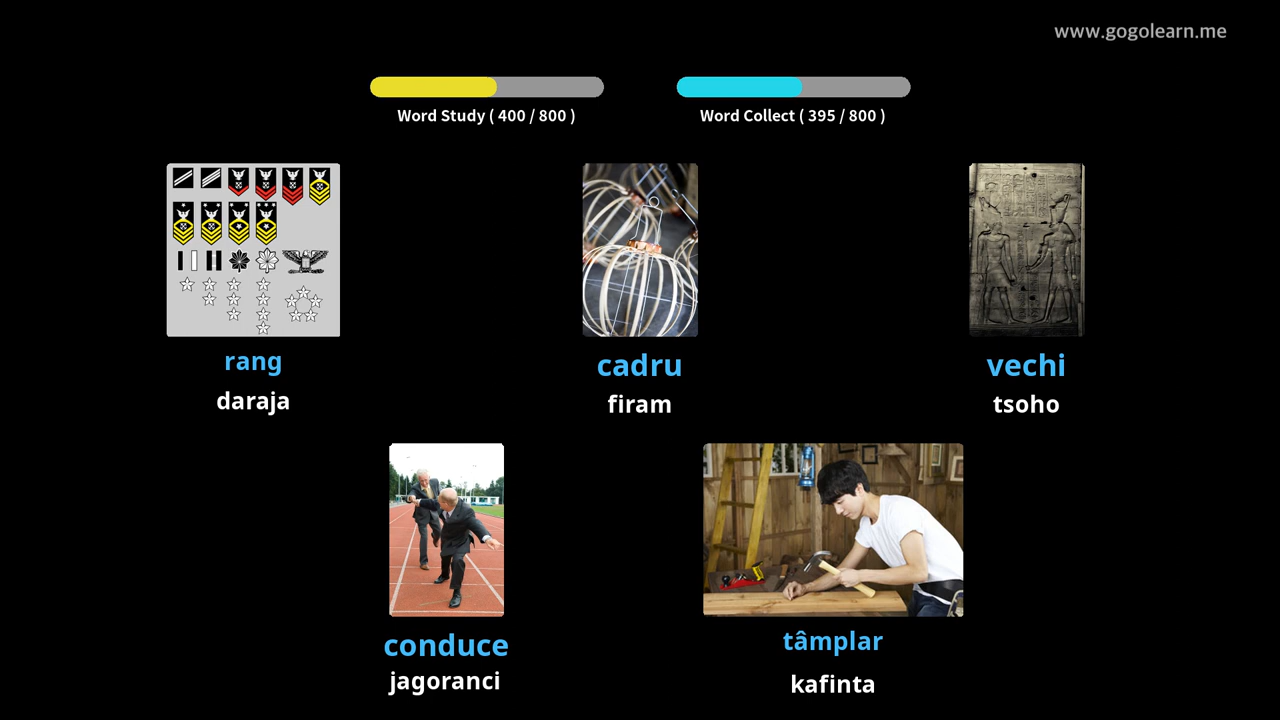 www.gogolearn.me
Word Study ( 400 / 800 )
Word Collect ( 395 / 800 )
rang
daraja
cadru
firam
vechi
tsoho
conduce
jagoranci
tâmplar
kafinta